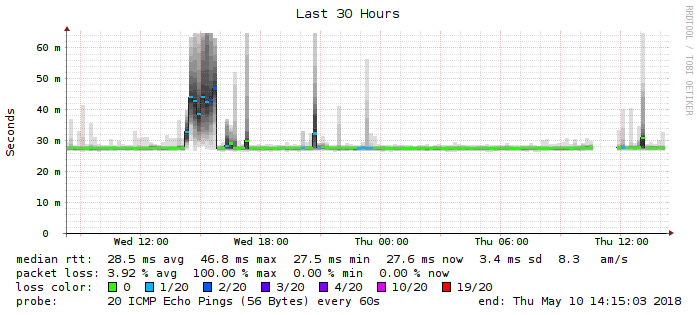 Last 30 Hours
RRDTOOL / TOBI OETIKER
Seconds
60 m
50 m
40 m
30 m
20 m
10 m
0
Wed 12:00 Wed 18:00 Thu 00:00 Thu 06:00 Thu 12:00
median rtt: 28.5 ms avg 46.8 ms max 27.5 ms min 27.6 ms now 3.4 ms sd 8.3 am/s
packet loss: 3.92 % avg 100.00 % max 0.00 % min 0.00 % now
loss color: 0 1/20 2/20 3/20 4/20 10/20 19/20
probe: 20 ICMP Echo Pings (56 Bytes) every 60s end: Thu May 10 14:15:03 2018